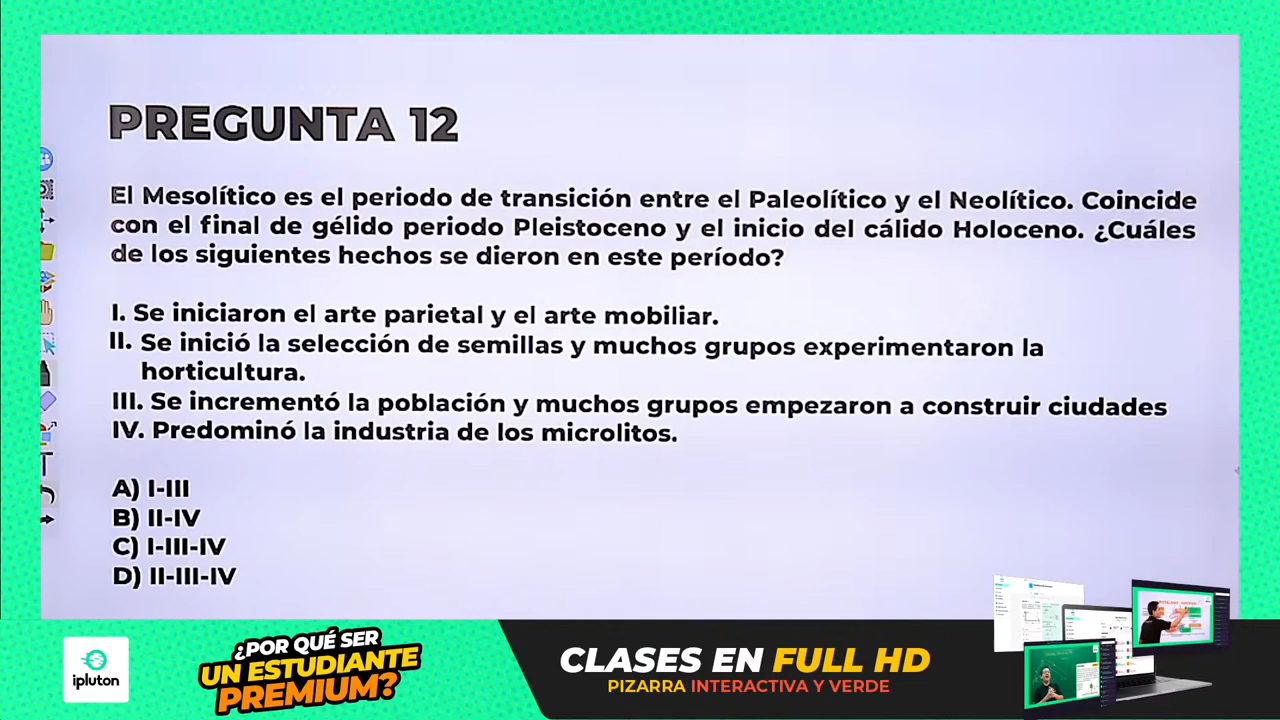 PREGUNTA 12
El Mesolítico es el periodo de transición entre el Paleolítico y el Neolítico. Coincide
con el final de gélido periodo Pleistoceno y el inicio del cálido Holoceno. ¿Cuáles
de los siguientes hechos se dieron en este período?
I. Se iniciaron el arte parietal y el arte mobiliar.
II. Se inició la selección de semillas y muchos grupos experimentaron la
horticultura.
III. Se incrementó la población y muchos grupos empezaron a construir ciudades
IV. Predominó la industria de los microlitos.
A) I-III
B) II-IV
C) I-III-IV
D) II-III-IV
ipluton
¿POR QUÉ SER
UN ESTUDIANTE
PREMIUM?
CLASES EN FULL HD
PIZARRA INTERACTIVA Y VERDE